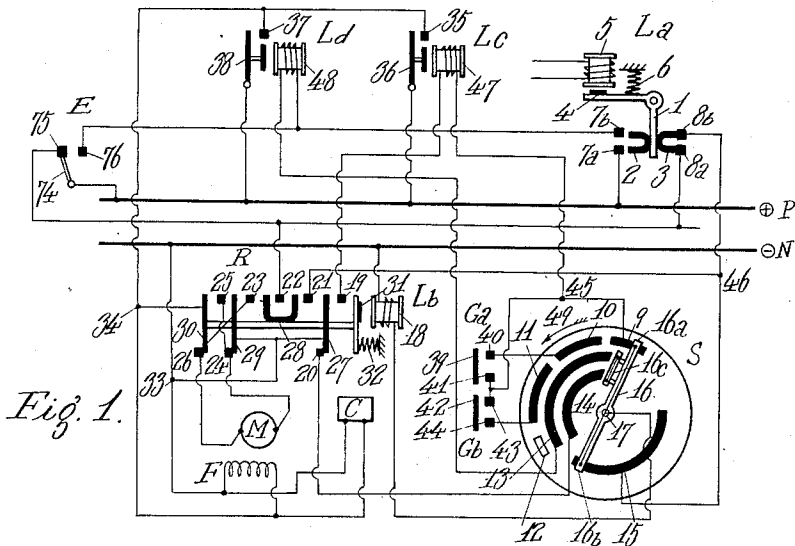 37 Ld 35 Lc La
5
38 36 6
48 47 4 1
E 7b 8b
75 76 7a 2 3 8a
74
⊕ P
⊖ N
R 45 46
25 23 22 21 19 31 Lb
49 10 9 16a
34 30 28 18 Ga 40 11 S
26 24 29 20 27 32 39 16c
33 41 14 16
42 17
Fig. 1. M C 44 43
Gb
F 13
12 16b 15